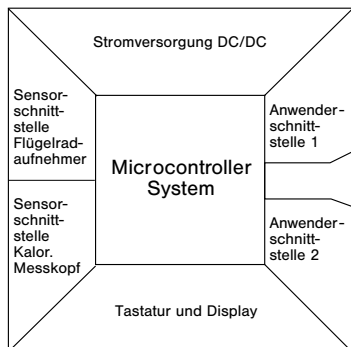 Stromversorgung DC/DC
Sensor-
schnitt-
stelle
Flügelrad-
aufnehmer
Anwender-
schnitt-
stelle 1
Microcontroller
System
Sensor-
schnitt-
stelle
Kalor.
Messkopf
Anwender-
schnitt-
stelle 2
Tastatur und Display